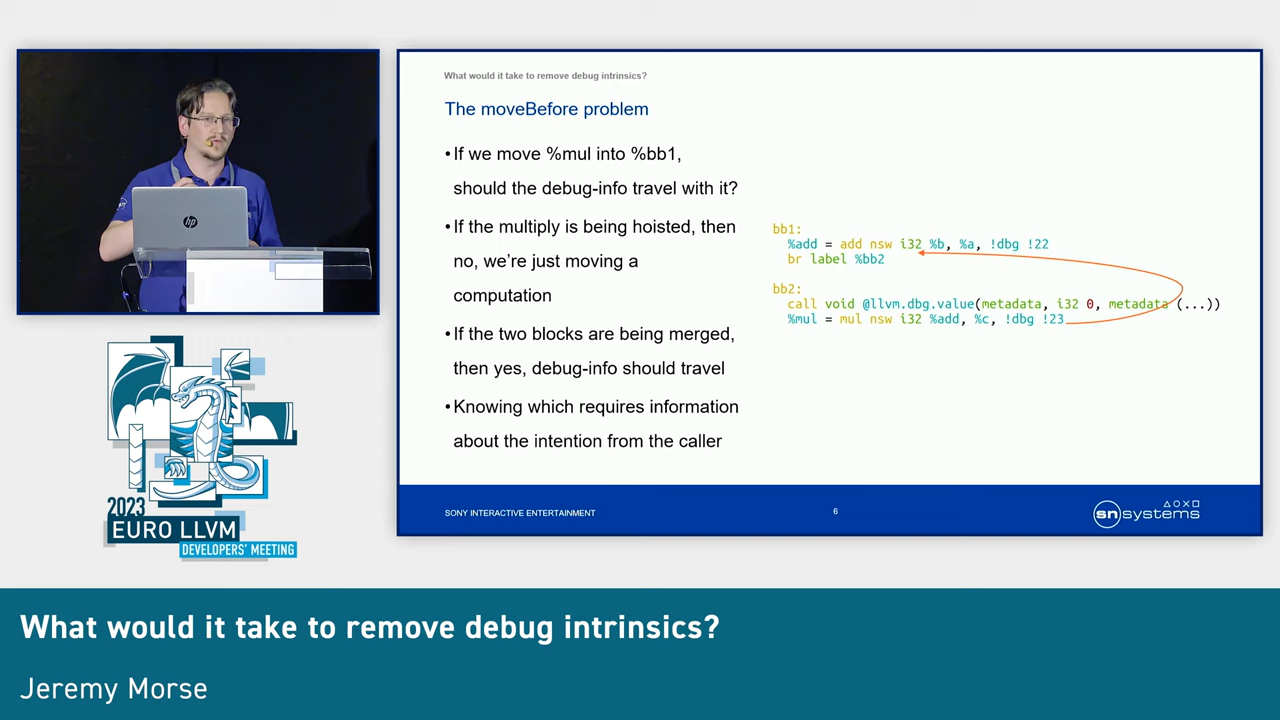 What would it take to remove debug intrinsics?
The moveBefore problem
•If we move %mul into %bb1,
should the debug-info travel with it?
•If the multiply is being hoisted, then
no, we’re just moving a
computation
•If the two blocks are being merged,
then yes, debug-info should travel
•Knowing which requires information
about the intention from the caller
bb1:
%add = add nsw i32 %b, %a, !dbg !22
br label %bb2
bb2:
call void @llvm.dbg.value(metadata, i32 0, metadata (...))
%mul = mul nsw i32 %add, %c, !dbg !23
SONY INTERACTIVE ENTERTAINMENT
6
sn systems
hp
2023
EURO LLVM
DEVELOPERS’ MEETING
What would it take to remove debug intrinsics?
Jeremy Morse